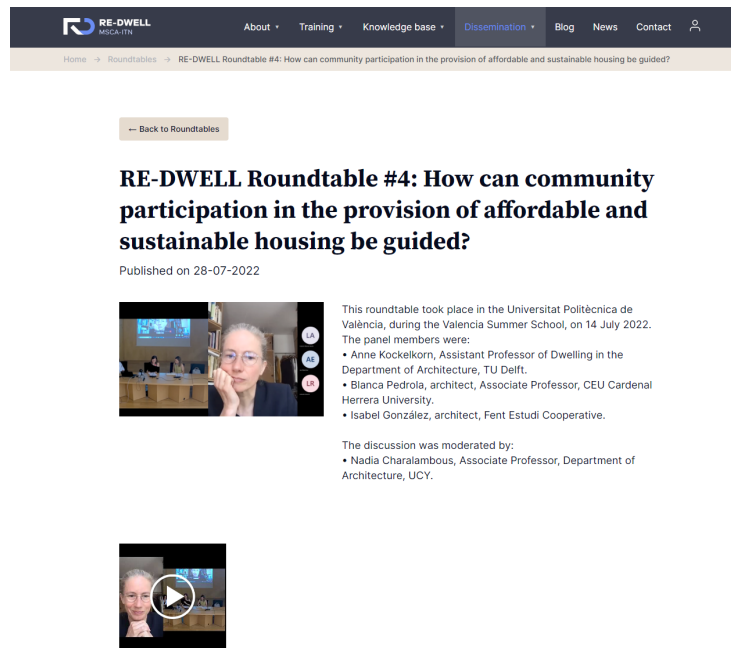 RE-DWELL
MSCA-ITN
About
Training
Knowledge base
Dissemination
Blog
News
Contact
Home → Roundtables → RE-DWELL Roundtable #4: How can community participation in the provision of affordable and sustainable housing be guided?
← Back to Roundtables
RE-DWELL Roundtable #4: How can community
participation in the provision of affordable and
sustainable housing be guided?
Published on 28-07-2022
LA
AE
LR
This roundtable took place in the Universitat Politècnica de
València, during the Valencia Summer School, on 14 July 2022.
The panel members were:
• Anne Kockelkorn, Assistant Professor of Dwelling in the
Department of Architecture, TU Delft.
• Blanca Pedrola, architect, Associate Professor, CEU Cardenal
Herrera University.
• Isabel González, architect, Fent Estudi Cooperative.
The discussion was moderated by:
• Nadia Charalambous, Associate Professor, Department of
Architecture, UCY.